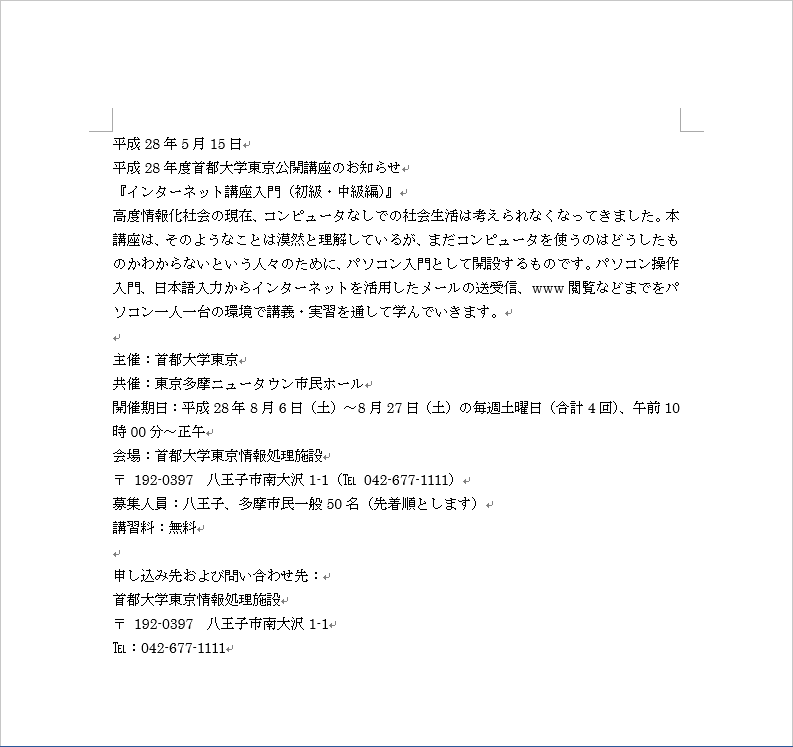 平成 28 年 5 月 15 日
平成 28 年度首都大学東京公開講座のお知らせ
『インターネット講座入門（初級・中級編）』
高度情報化社会の現在、コンピュータなしでの社会生活は考えられなくなってきました。本
講座は、そのようなことは漠然と理解しているが、まだコンピュータを使うのはどうしたも
のかわからないという人々のために、パソコン入門として開設するものです。パソコン操作
入門、日本語入力からインターネットを活用したメールの送受信、www 閲覧などまでをパ
ソコン一人一台の環境で講義・実習を通して学んでいきます。
主催：首都大学東京
共催：東京多摩ニュータウン市民ホール
開催期日：平成 28 年 8 月 6 日（土）～8 月 27 日（土）の毎週土曜日（合計 4 回）、午前 10
時 00 分～正午
会場：首都大学東京情報処理施設
〒 192-0397　八王子市南大沢 1-1（℡ 042-677-1111）
募集人員：八王子、多摩市民一般 50 名（先着順とします）
講習料：無料
申し込み先および問い合わせ先：
首都大学東京情報処理施設
〒 192-0397　八王子市南大沢 1-1
℡：042-677-1111